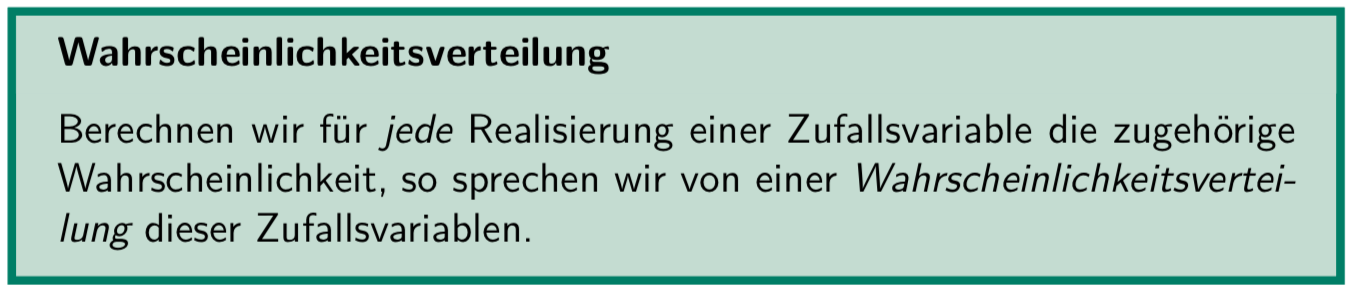 Wahrscheinlichkeitsverteilung
Berechnen wir für jede Realisierung einer Zufallsvariable die zugehörige
Wahrscheinlichkeit, so sprechen wir von einer Wahrscheinlichkeitsvertei-
lung dieser Zufallsvariablen.